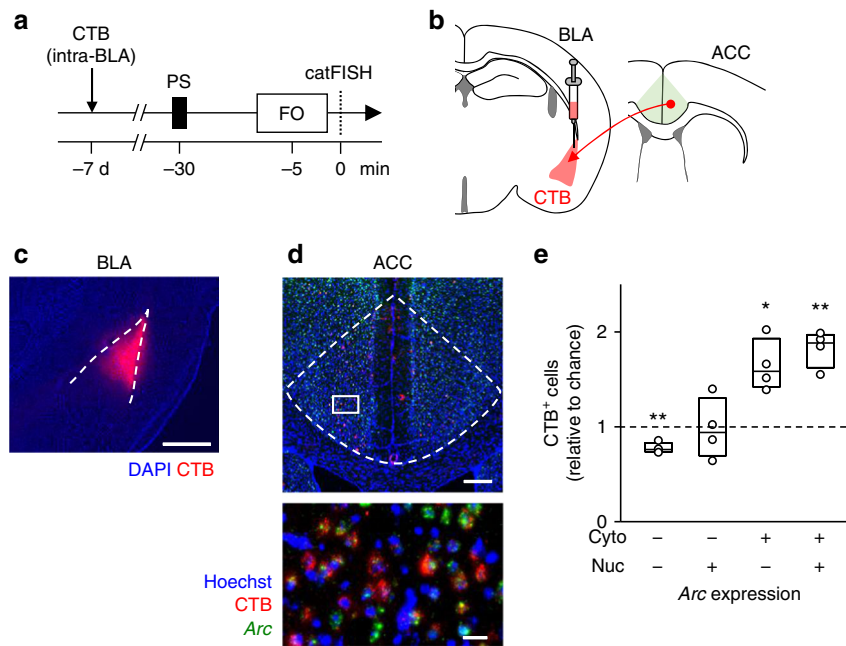 a
CTB
(intra-BLA)
PS
catFISH
FO
–7 d
–30
–5
0
min
b
BLA
ACC
CTB
c
BLA
DAPI CTB
d
ACC
Hoechst
CTB
Arc
e
CTB+ cells
(relative to chance)
2
1
0
**
*
**
Cyto – – + +
Nuc – + – +
Arc expression